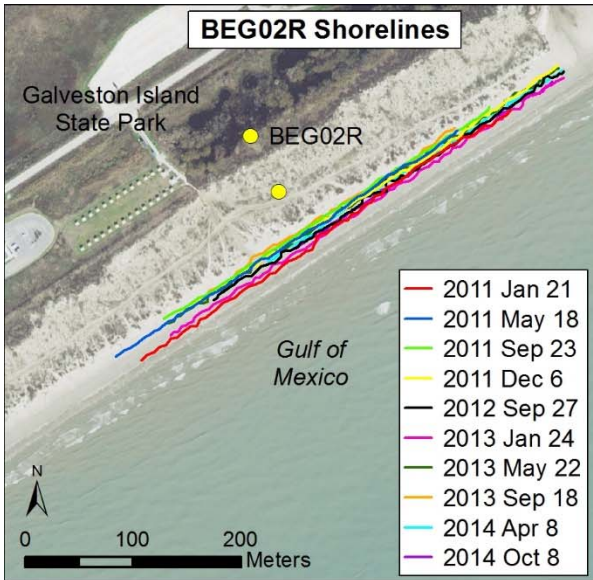 BEG02R Shorelines
Galveston Island
State Park
BEG02R
Gulf of
Mexico
2011 Jan 21
2011 May 18
2011 Sep 23
2011 Dec 6
2012 Sep 27
2013 Jan 24
2013 May 22
2013 Sep 18
2014 Apr 8
2014 Oct 8
N
0 100 200
Meters